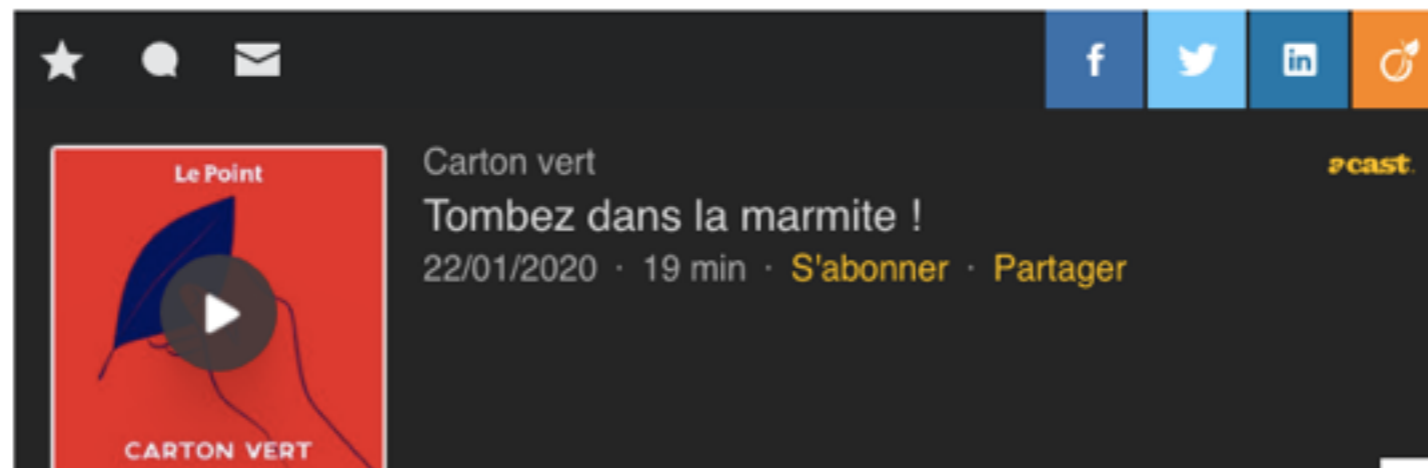 Le Point
CARTON VERT
Carton vert
Tombez dans la marmite !
22/01/2020 · 19 min · S'abonner · Partager
acast